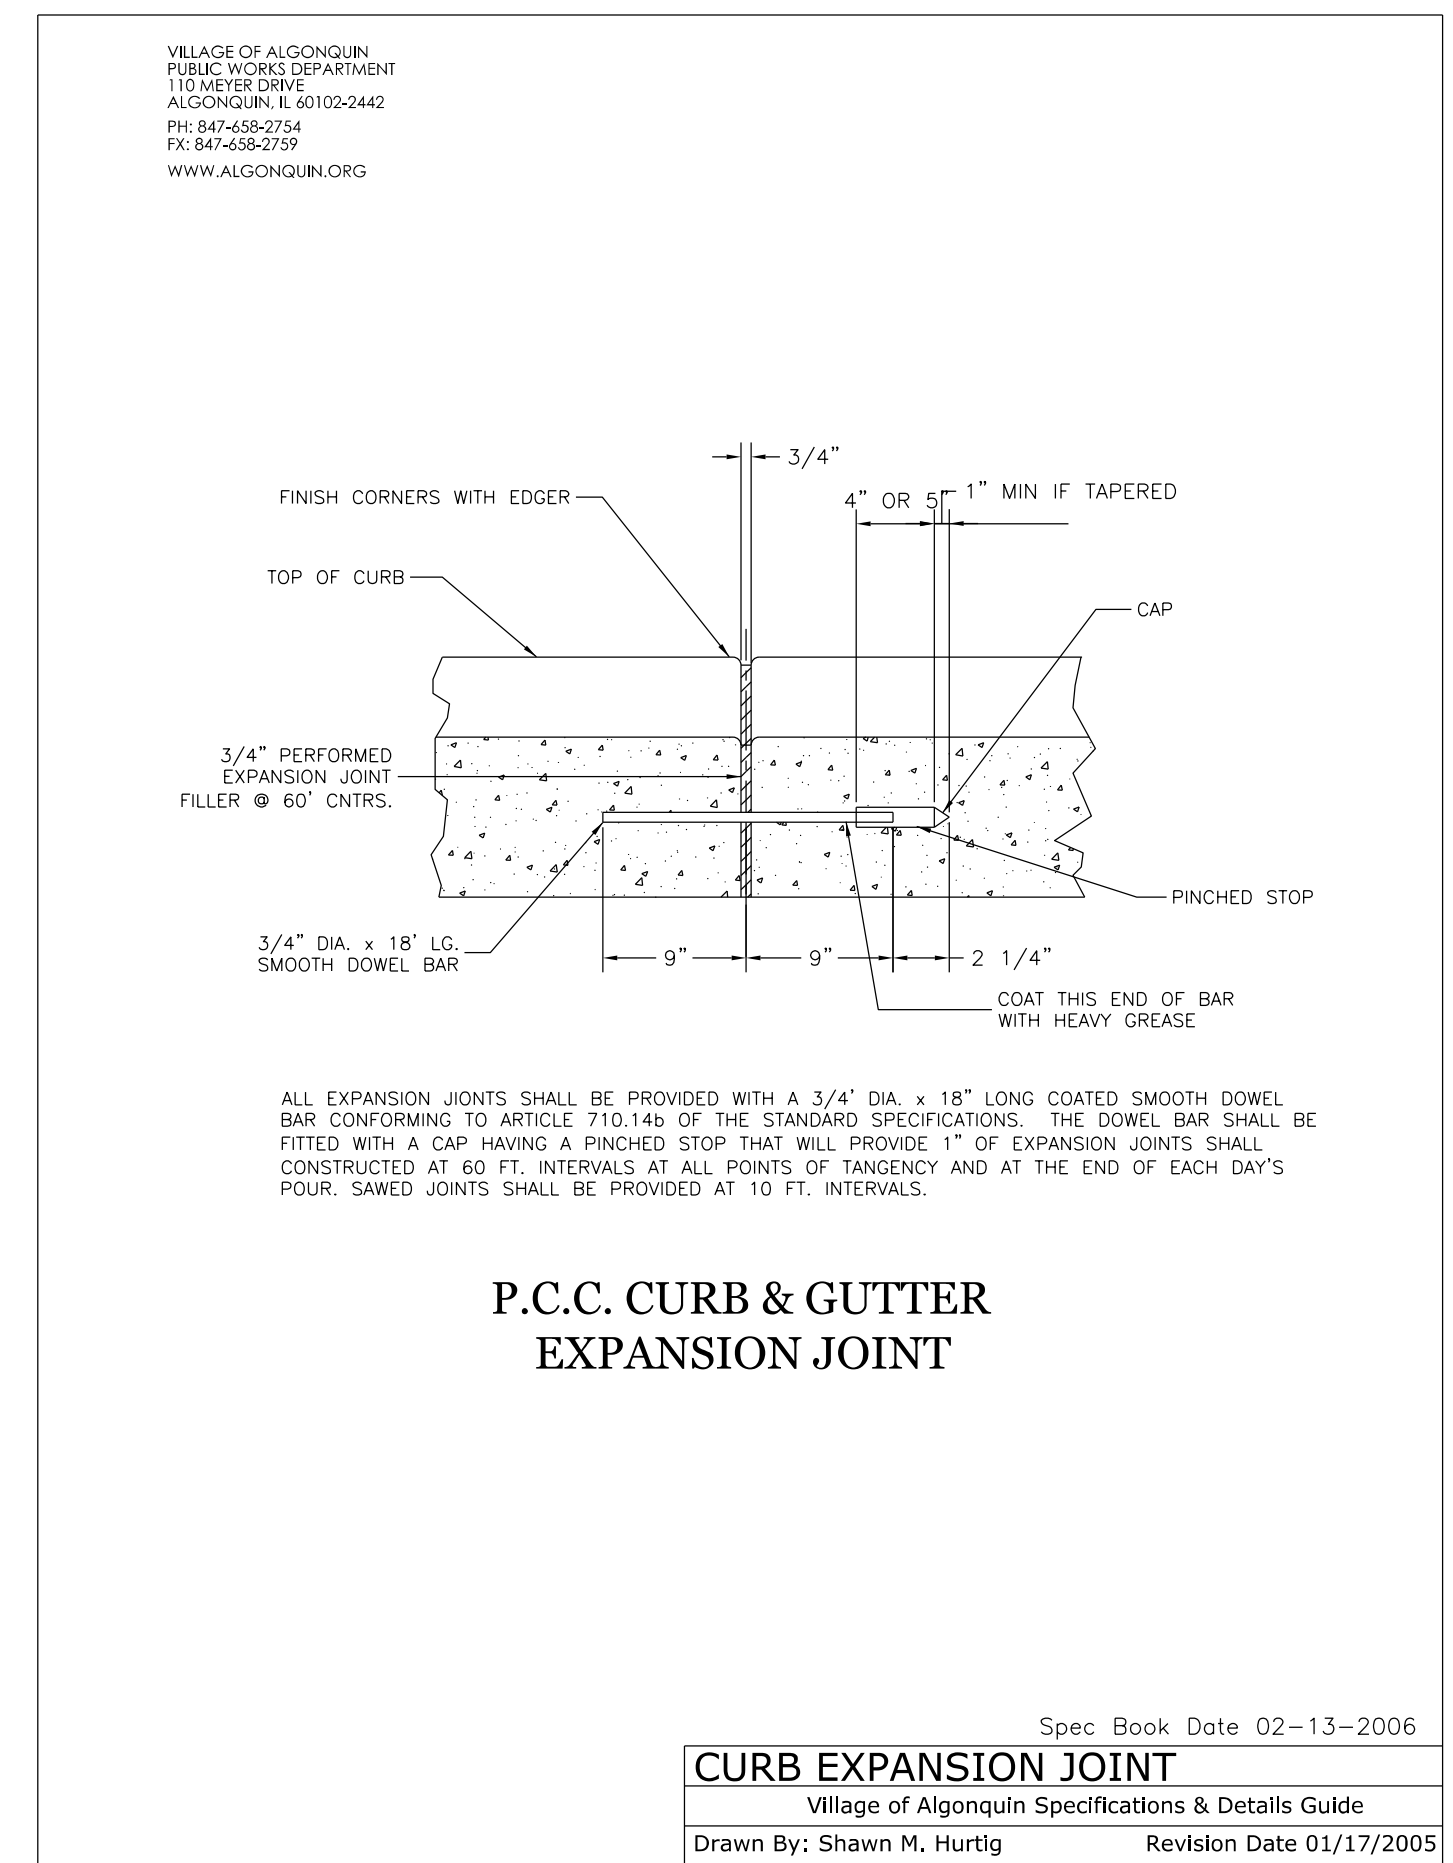 VILLAGE OF ALGONQUIN
PUBLIC WORKS DEPARTMENT
110 MEYER DRIVE
ALGONQUIN, IL 60102-2442
PH: 847-658-2754
FX: 847-658-2759
WWW.ALGONQUIN.ORG
3/4"
FINISH CORNERS WITH EDGER
4" OR 5"
1" MIN IF TAPERED
TOP OF CURB
CAP
3/4" PERFORMED
EXPANSION JOINT
FILLER @ 60' CNTRS.
PINCHED STOP
3/4" DIA. x 18' LG.
SMOOTH DOWEL BAR
9"
9"
2 1/4"
COAT THIS END OF BAR
WITH HEAVY GREASE
ALL EXPANSION JIONTS SHALL BE PROVIDED WITH A 3/4' DIA. x 18" LONG COATED SMOOTH DOWEL
BAR CONFORMING TO ARTICLE 710.14b OF THE STANDARD SPECIFICATIONS. THE DOWEL BAR SHALL BE
FITTED WITH A CAP HAVING A PINCHED STOP THAT WILL PROVIDE 1" OF EXPANSION JOINTS SHALL
CONSTRUCTED AT 60 FT. INTERVALS AT ALL POINTS OF TANGENCY AND AT THE END OF EACH DAY'S
POUR. SAWED JOINTS SHALL BE PROVIDED AT 10 FT. INTERVALS.
P.C.C. CURB & GUTTER
EXPANSION JOINT
Spec Book Date 02-13-2006
CURB EXPANSION JOINT
Village of Algonquin Specifications & Details Guide
Drawn By: Shawn M. Hurtig
Revision Date 01/17/2005